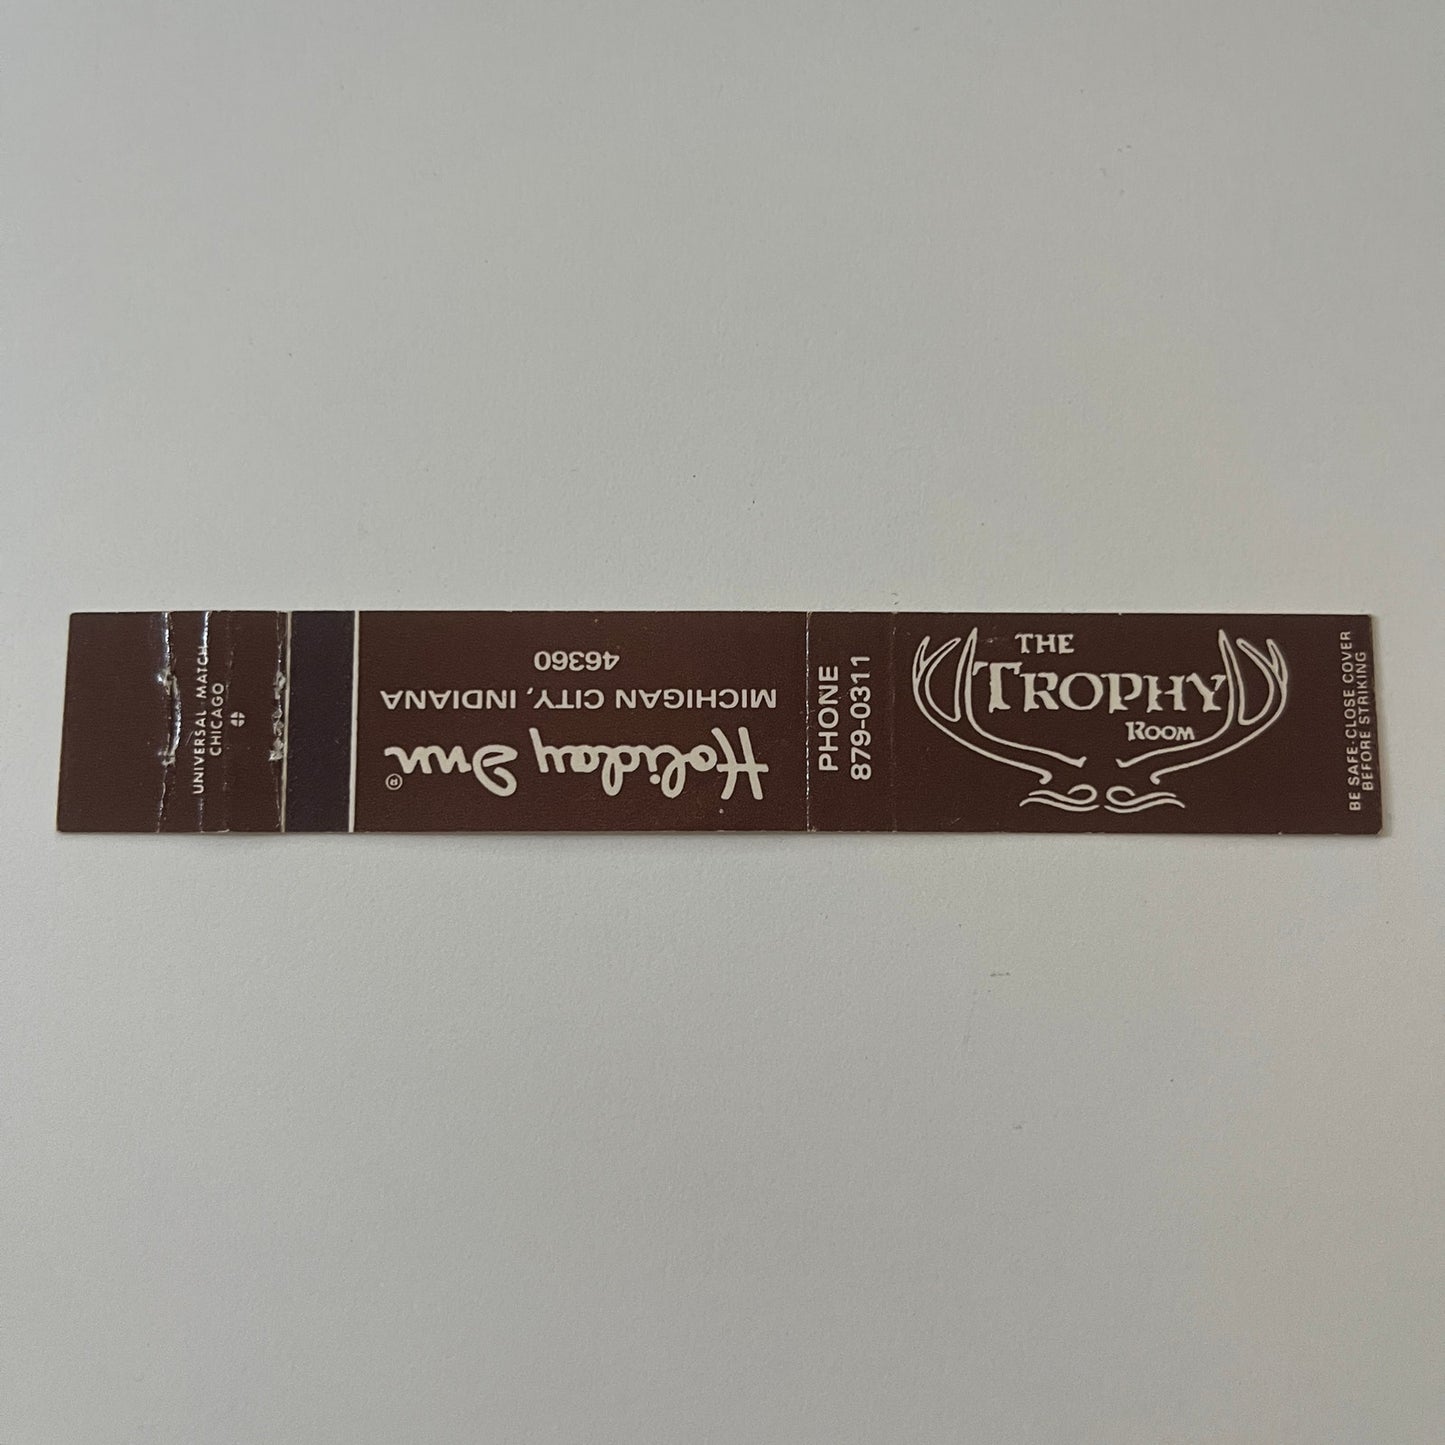 THE
TROPHY
ROOM
BE SAFE-CLOSE COVER
BEFORE STRIKING
PHONE
879-0311
Holiday Inn®
MICHIGAN CITY, INDIANA
46360
UNIVERSAL MATCH
CHICAGO